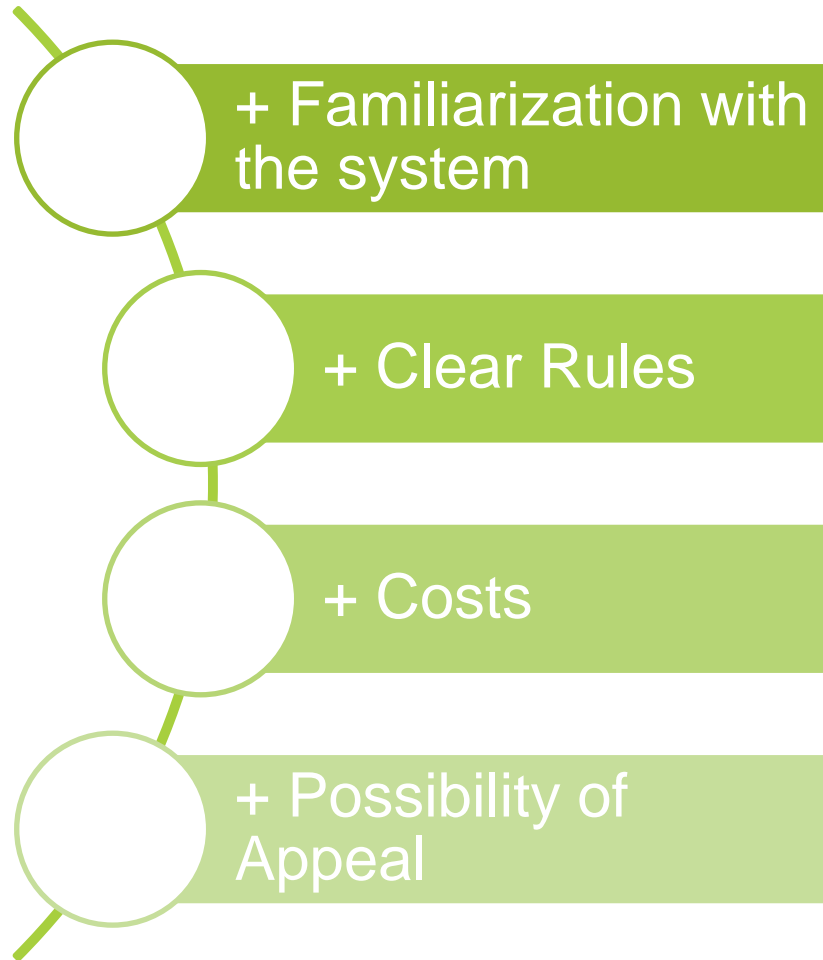 + Familiarization with
the system
+ Clear Rules
+ Costs
+ Possibility of
Appeal